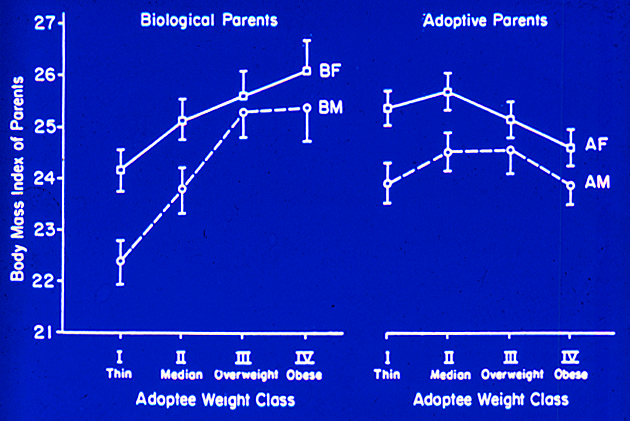 Biological Parents
Adoptive Parents
Body Mass Index of Parents
27
26
25
24
23
22
21
BF
BM
AF
AM
I II III IV
Thin Median Overweight Obese
Adoptee Weight Class
I II III IV
Thin Median Overweight Obese
Adoptee Weight Class